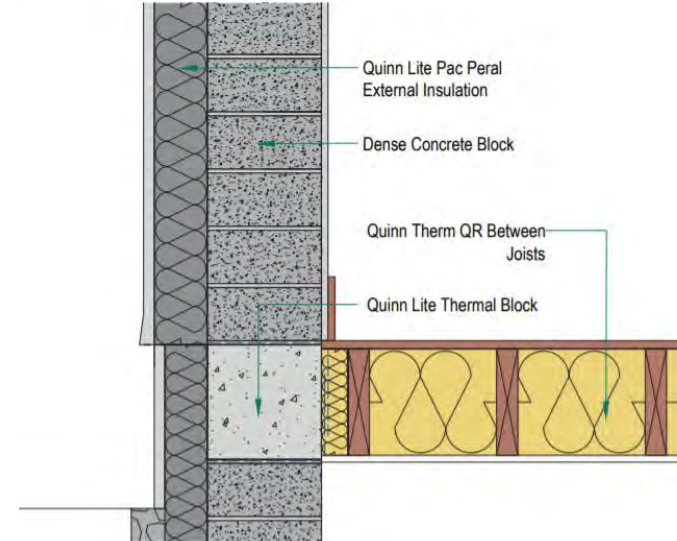 Quinn Lite Pac Peral
External Insulation
Dense Concrete Block
Quinn Therm QR Between
Joists
Quinn Lite Thermal Block